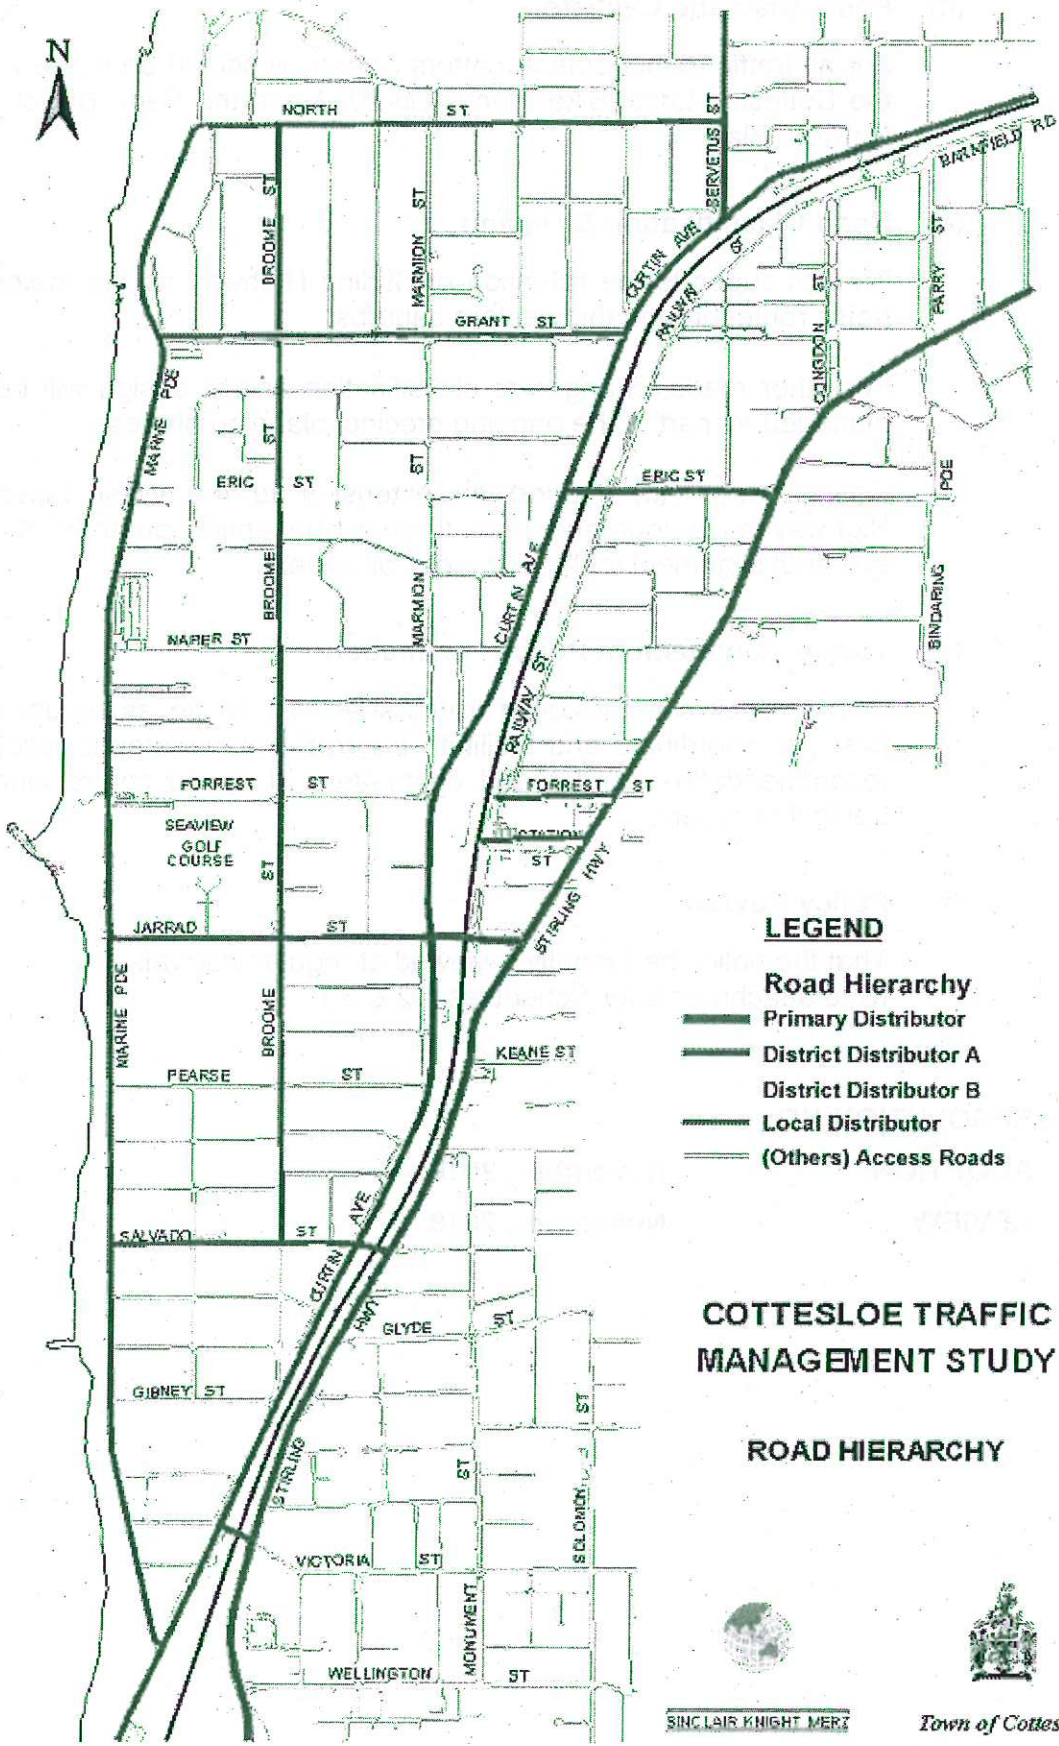 N
NORTH ST
SERVETUS ST
BARNFIELD RD
BROOME ST
MARMION ST
CURTIN AVE
RAILWAY ST
PARRY ST
CONGDON ST
GRANT ST
MARINE PDE
ST
ST
ERIC ST
ERIC ST
PDE
BROOME
MARMION
CURTIN AVE
BINDARING
NAPIER ST
RAILWAY ST
FORREST ST
FORREST ST
SEAVIEW
GOLF
COURSE
STATION
ST
ST
STIRLING HWY
JARRAD ST
MARINE PDE
BROOME
KEANE ST
PEARSE ST
SALVADO ST
CURTIN AVE
HWY
GLYDE ST
GIBNEY ST
STIRLING
ST
ST
SOLOMON
VICTORIA ST
MONUMENT
WELLINGTON ST
LEGEND
Road Hierarchy
Primary Distributor
District Distributor A
District Distributor B
Local Distributor
(Others) Access Roads
COTTESLOE TRAFFIC
MANAGEMENT STUDY
ROAD HIERARCHY
SINCLAIR KNIGHT MERZ
Town of Cottes